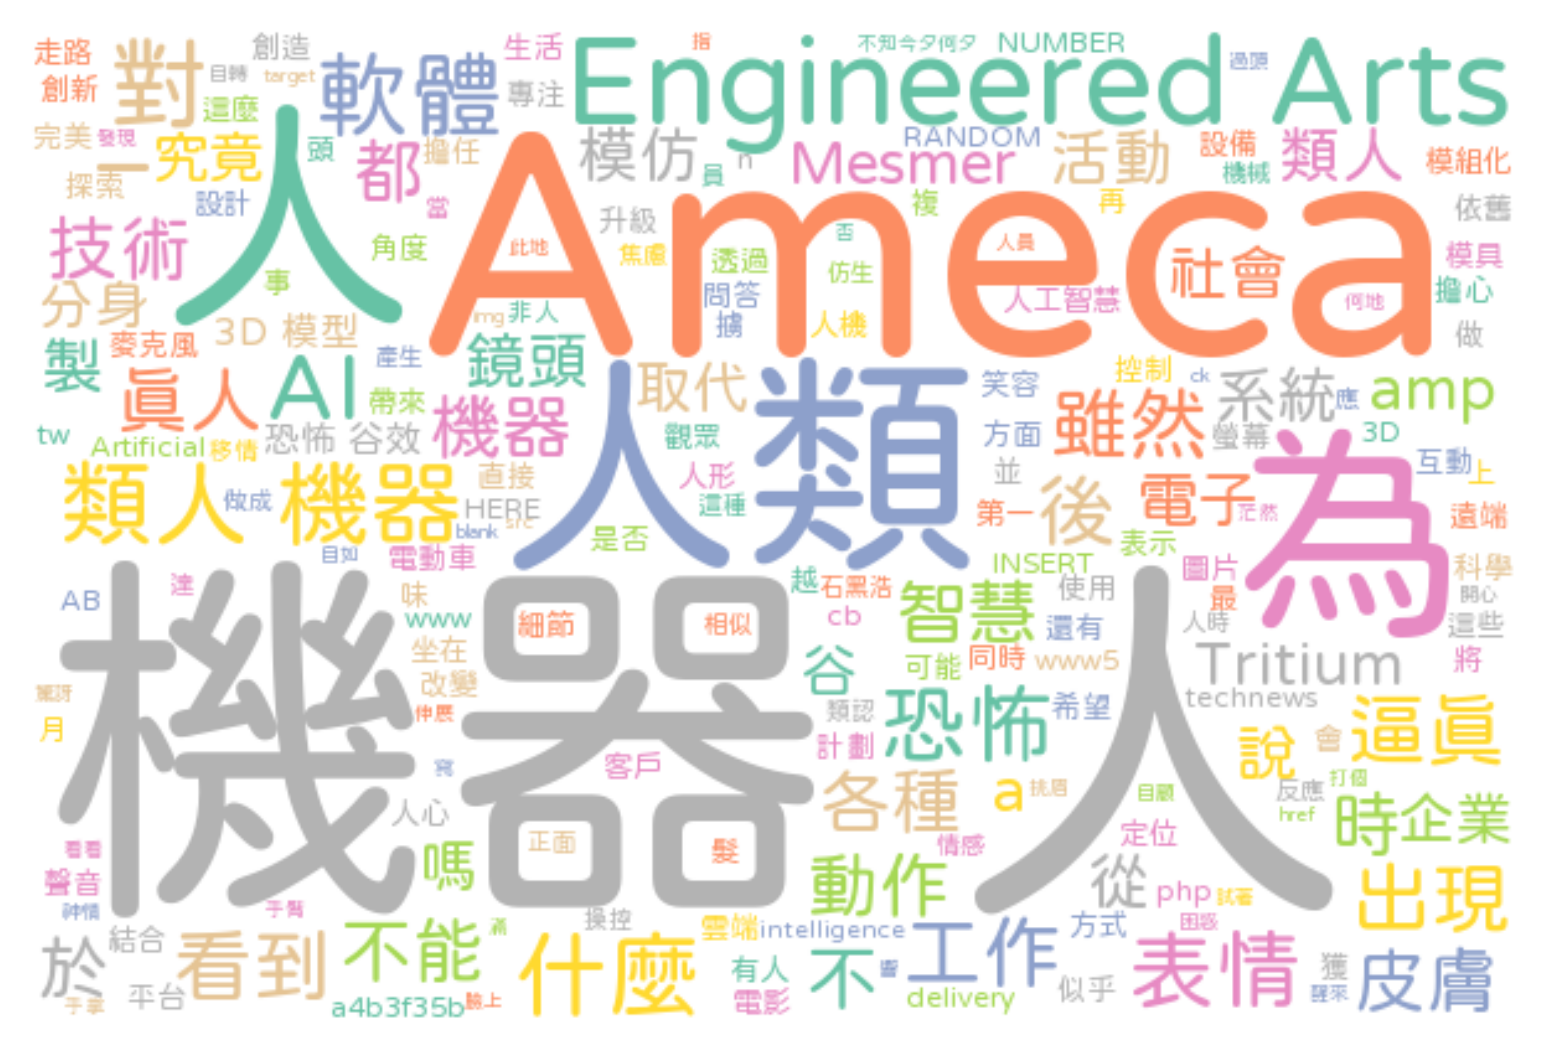 走路 對 創造 軟體 生活 Engineered Arts
指 不知今夕何夕 NUMBER 過頭
創新 自轉 target 專注
這麼
完美 發現 一 究竟 頭 都 擔任 模仿 員 n Mesmer RANDOM 活動 設備 類人 模組化
機械
探索 設計 人 當 Ameca 升級 複 再 依舊
技術 角度 此地 焦慮 透過 否 人員 社會 模具
事 仿生 擔心
分身 問答 人工智慧 何地
3D 模型 img 非人 擄 人機 做
製 麥克風 產生 鏡頭
真人 AI 帶來 機器 取代 人類 笑容 控制 ck 系統 應 amp
雖然
tw Artificial 移情 恐怖谷效 觀眾 方面 螢幕 3D
類人機器 做成 直接 人形 並 為 互動 上
HERE 這種 第一 後 電子 茫然 遠端
blank src 是否 表示
自如 電動車 INSERT 圖片 科學
機器人 達 味 越 石黑浩 智慧 使用 最 開心
AB www 細節 相似 cb 還有 人時 這些
坐在 谷 可能 同時 www5 Tritium 將
改變 technews
月 伸展 類認 恐怖 希望 逼真
計劃 說 會
客戶 各種 a 挑眉 打個
人心 目顧 反應 href 時 企業
看看 嗎 正面 髮 情感 定位
聲音 動作 從 php 試著 出現
神情 手臂
不能 滿 操控 雲端 intelligence 工作 方式 困惑
於 結合 看到 什麼 有人 不 表情 獲 皮膚
平台 電影 delivery 似乎 醒來
手掌 a4b3f35b 臉上